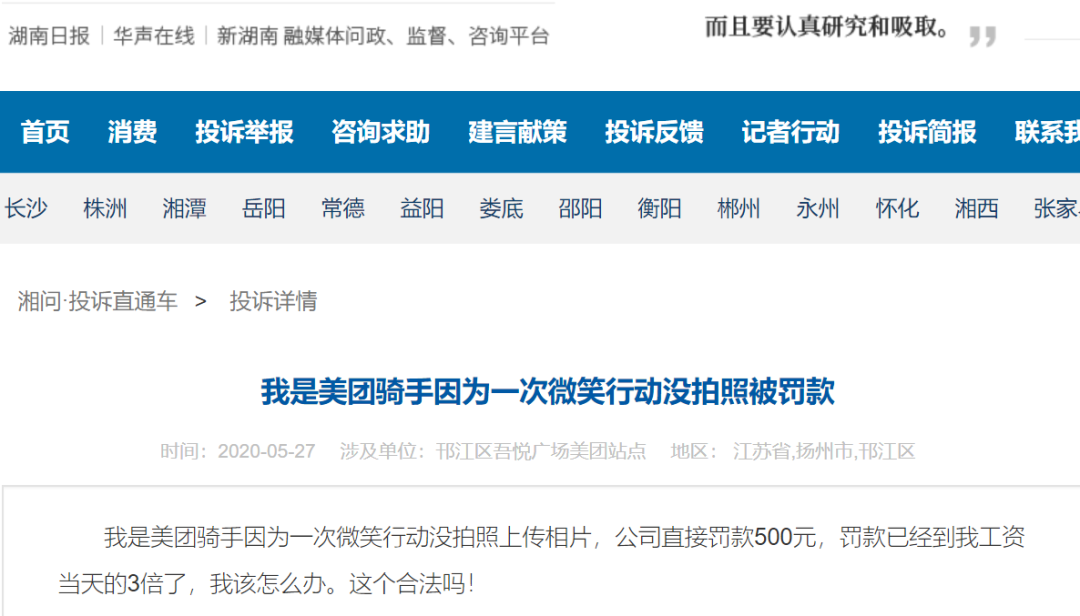 湖南日报 | 华声在线 | 新湖南 融媒体问政、监督、咨询平台
而且要认真研究和吸取。 ”
首页 消费 投诉举报 咨询求助 建言献策 投诉反馈 记者行动 投诉简报 联系我
长沙 株洲 湘潭 岳阳 常德 益阳 娄底 邵阳 衡阳 郴州 永州 怀化 湘西 张家
湘问·投诉直通车 > 投诉详情
我是美团骑手因为一次微笑行动没拍照被罚款
时间：2020-05-27 涉及单位：邗江区吾悦广场美团站点 地区： 江苏省,扬州市,邗江区
我是美团骑手因为一次微笑行动没拍照上传相片，公司直接罚款500元，罚款已经到我工资
当天的3倍了，我该怎么办。这个合法吗！